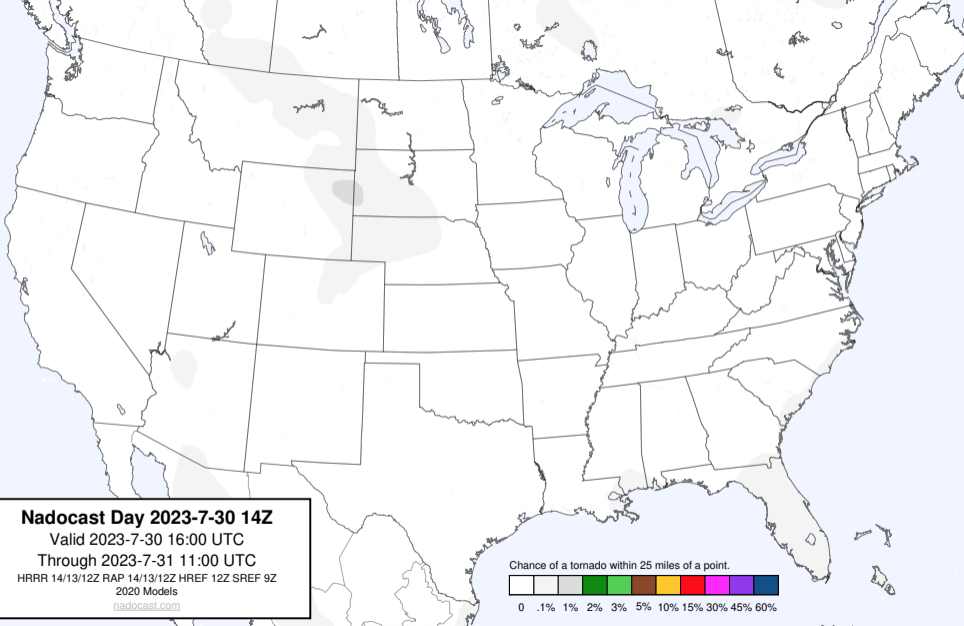 Nadocast Day 2023-7-30 14Z
Valid 2023-7-30 16:00 UTC
Through 2023-7-31 11:00 UTC
HRRR 14/13/12Z RAP 14/13/12Z HREF 12Z SREF 9Z
2020 Models
nadocast.com
Chance of a tornado within 25 miles of a point.
0 .1% 1% 2% 3% 5% 10% 15% 30% 45% 60%